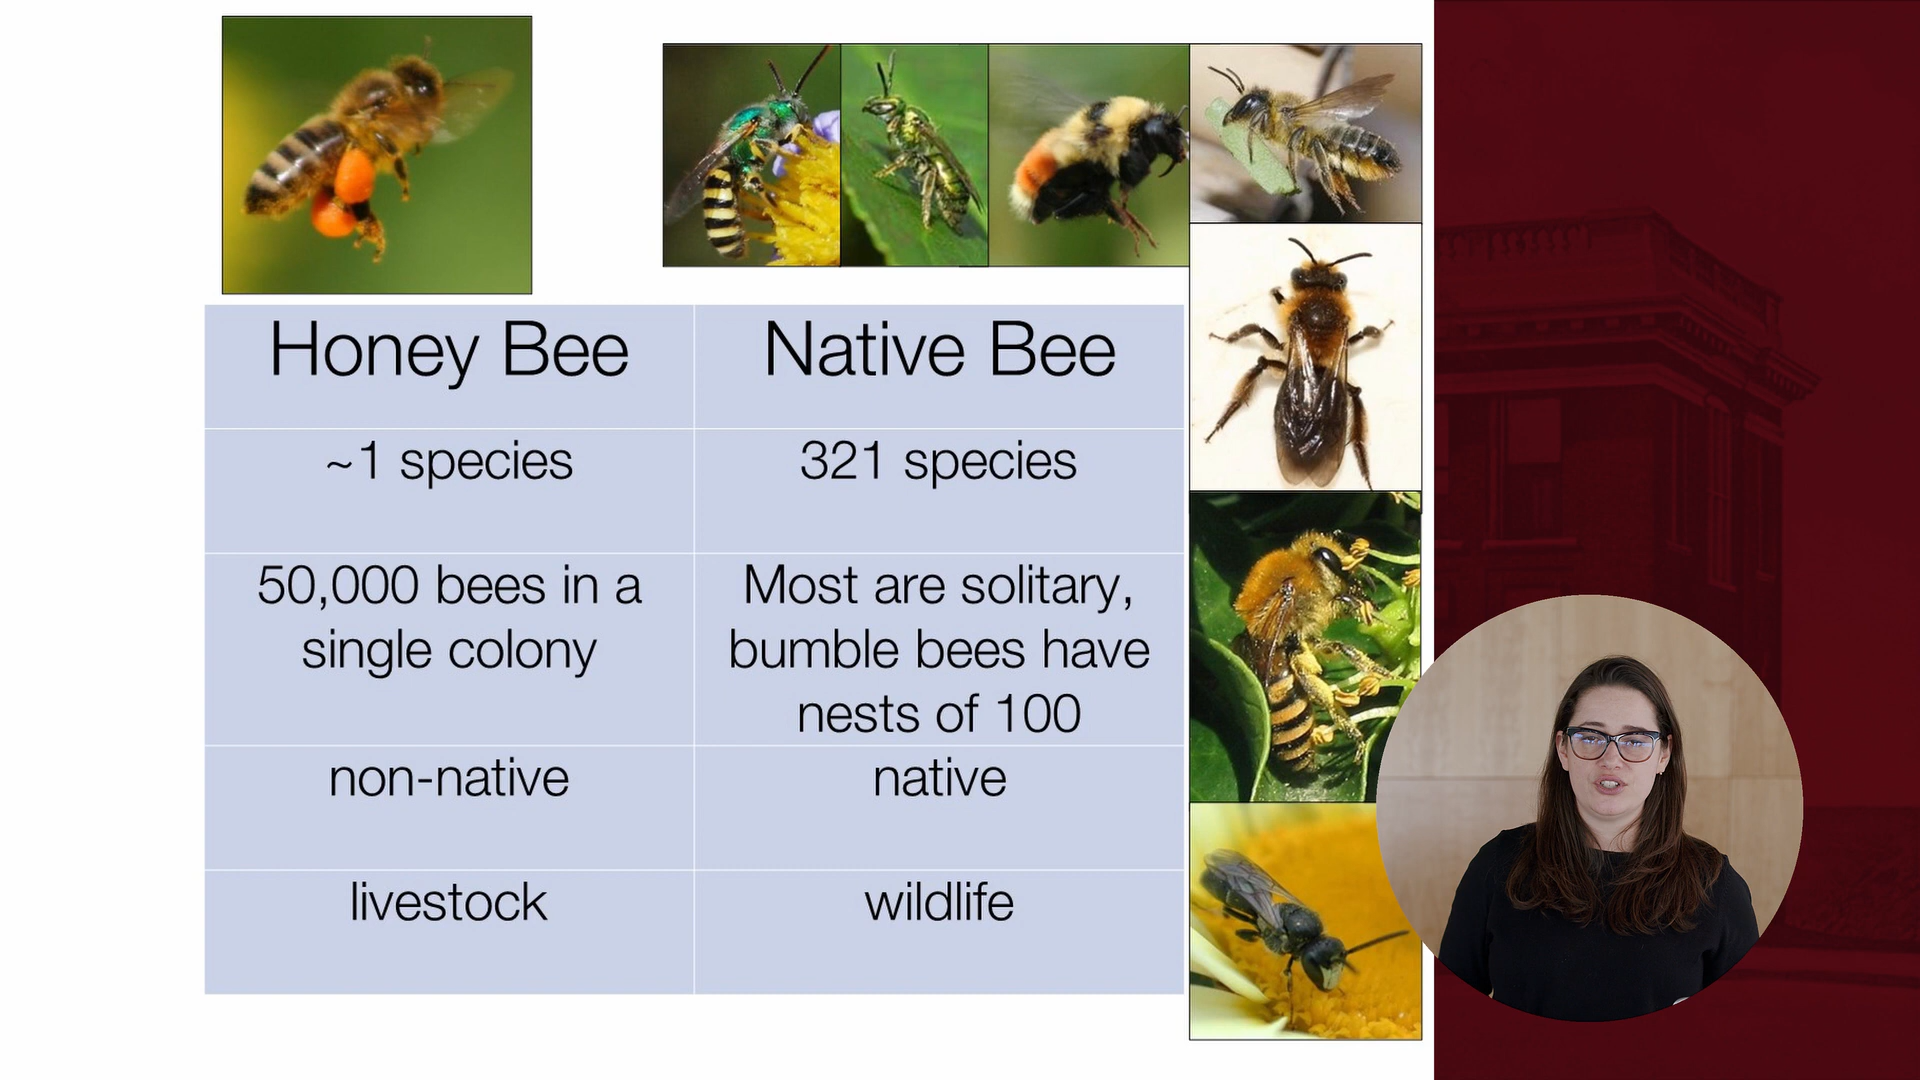 Honey Bee
Native Bee
~1 species
321 species
50,000 bees in a
single colony
Most are solitary,
bumble bees have
nests of 100
non-native
native
livestock
wildlife